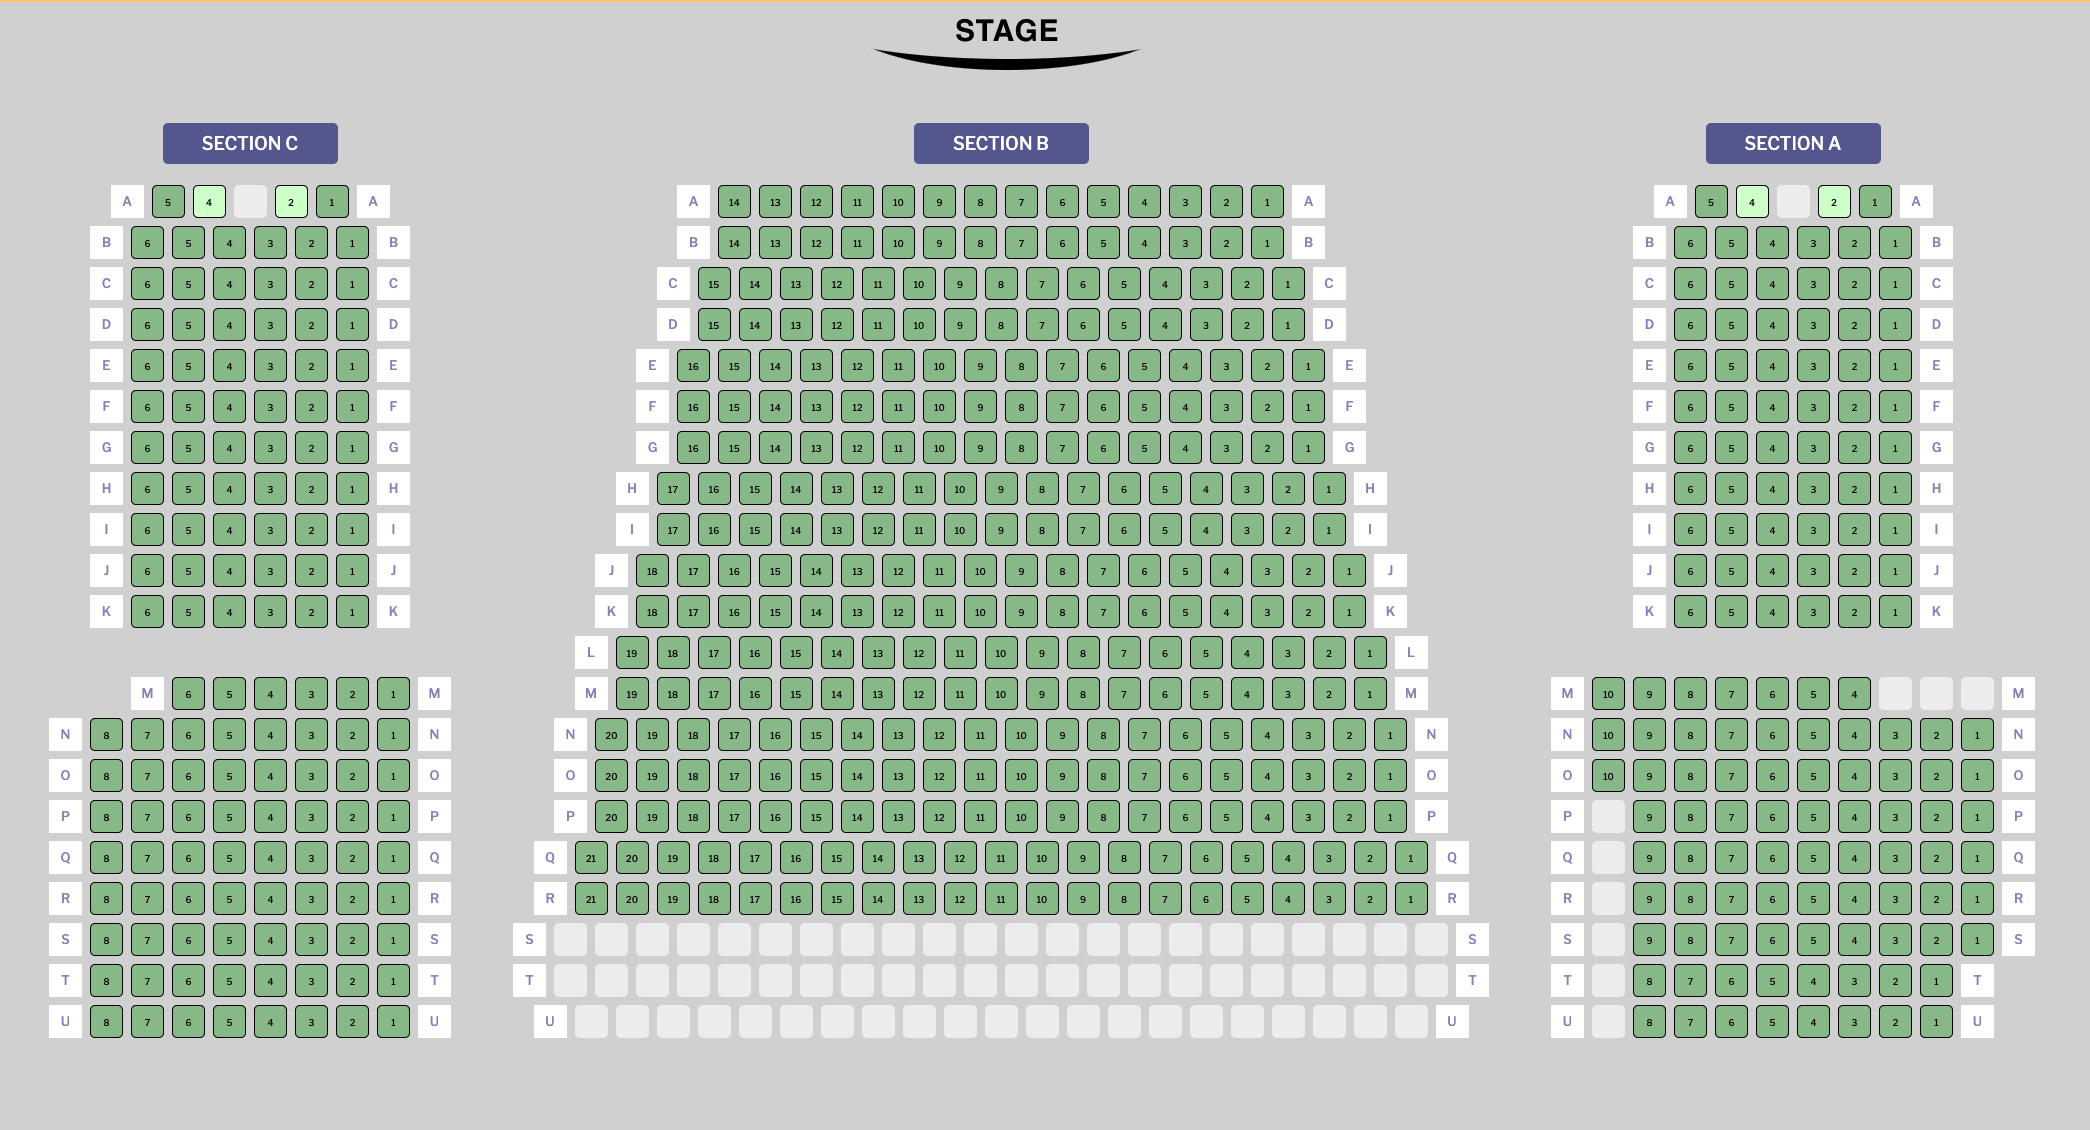 STAGE
SECTION C SECTION B SECTION A
A 5 4 2 1 A A 14 13 12 11 10 9 8 7 6 5 4 3 2 1 A A 5 4 2 1 A
B 6 5 4 3 2 1 B B 14 13 12 11 10 9 8 7 6 5 4 3 2 1 B B 6 5 4 3 2 1 B
C 6 5 4 3 2 1 C C 15 14 13 12 11 10 9 8 7 6 5 4 3 2 1 C C 6 5 4 3 2 1 C
D 6 5 4 3 2 1 D D 15 14 13 12 11 10 9 8 7 6 5 4 3 2 1 D D 6 5 4 3 2 1 D
E 6 5 4 3 2 1 E E 16 15 14 13 12 11 10 9 8 7 6 5 4 3 2 1 E E 6 5 4 3 2 1 E
F 6 5 4 3 2 1 F F 16 15 14 13 12 11 10 9 8 7 6 5 4 3 2 1 F F 6 5 4 3 2 1 F
G 6 5 4 3 2 1 G G 16 15 14 13 12 11 10 9 8 7 6 5 4 3 2 1 G G 6 5 4 3 2 1 G
H 6 5 4 3 2 1 H H 17 16 15 14 13 12 11 10 9 8 7 6 5 4 3 2 1 H H 6 5 4 3 2 1 H
I 6 5 4 3 2 1 I I 17 16 15 14 13 12 11 10 9 8 7 6 5 4 3 2 1 I I 6 5 4 3 2 1 I
J 6 5 4 3 2 1 J J 18 17 16 15 14 13 12 11 10 9 8 7 6 5 4 3 2 1 J J 6 5 4 3 2 1 J
K 6 5 4 3 2 1 K K 18 17 16 15 14 13 12 11 10 9 8 7 6 5 4 3 2 1 K K 6 5 4 3 2 1 K
L 19 18 17 16 15 14 13 12 11 10 9 8 7 6 5 4 3 2 1 L
M 6 5 4 3 2 1 M M 19 18 17 16 15 14 13 12 11 10 9 8 7 6 5 4 3 2 1 M M 10 9 8 7 6 5 4 M
N 8 7 6 5 4 3 2 1 N N 20 19 18 17 16 15 14 13 12 11 10 9 8 7 6 5 4 3 2 1 N N 10 9 8 7 6 5 4 3 2 1 N
O 8 7 6 5 4 3 2 1 O O 20 19 18 17 16 15 14 13 12 11 10 9 8 7 6 5 4 3 2 1 O O 10 9 8 7 6 5 4 3 2 1 O
P 8 7 6 5 4 3 2 1 P P 20 19 18 17 16 15 14 13 12 11 10 9 8 7 6 5 4 3 2 1 P P 9 8 7 6 5 4 3 2 1 P
Q 8 7 6 5 4 3 2 1 Q Q 21 20 19 18 17 16 15 14 13 12 11 10 9 8 7 6 5 4 3 2 1 Q Q 9 8 7 6 5 4 3 2 1 Q
R 8 7 6 5 4 3 2 1 R R 21 20 19 18 17 16 15 14 13 12 11 10 9 8 7 6 5 4 3 2 1 R R 9 8 7 6 5 4 3 2 1 R
S 8 7 6 5 4 3 2 1 S S S S 9 8 7 6 5 4 3 2 1 S
T 8 7 6 5 4 3 2 1 T T T T 8 7 6 5 4 3 2 1 T
U 8 7 6 5 4 3 2 1 U U U U 8 7 6 5 4 3 2 1 U